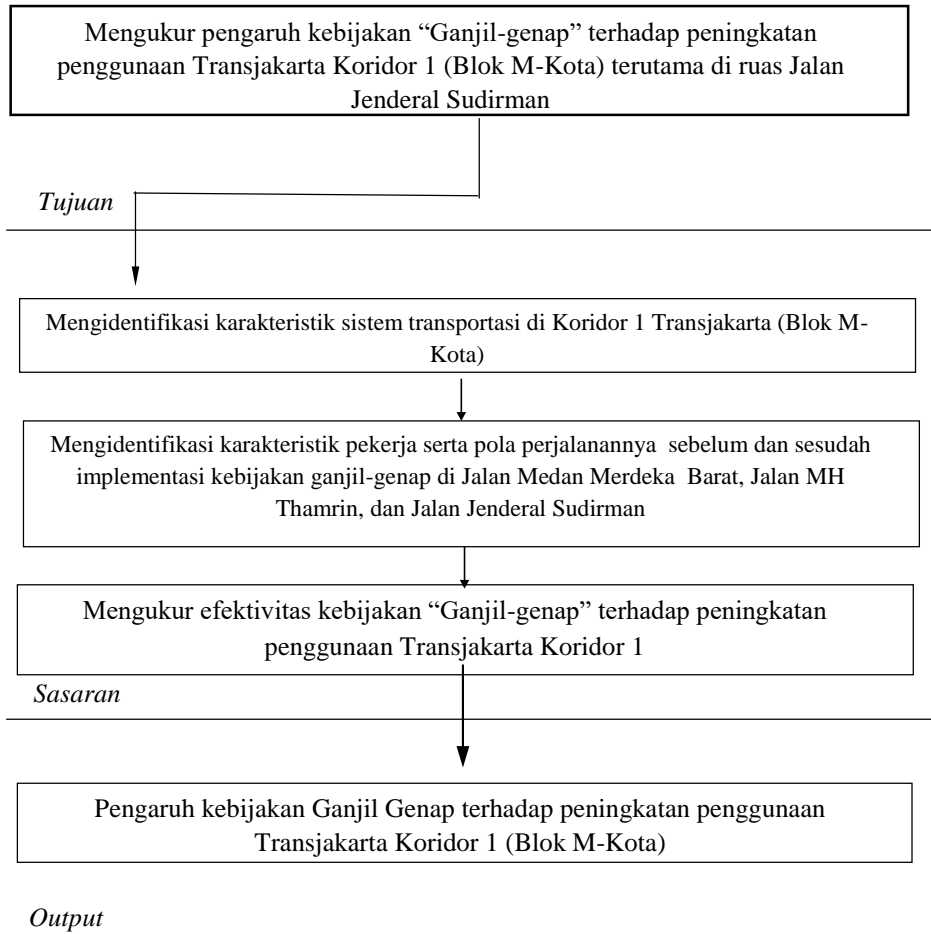 Mengukur pengaruh kebijakan “Ganjil-genap” terhadap peningkatan
penggunaan Transjakarta Koridor 1 (Blok M-Kota) terutama di ruas Jalan
Jenderal Sudirman
Tujuan
Mengidentifikasi karakteristik sistem transportasi di Koridor 1 Transjakarta (Blok M-
Kota)
Mengidentifikasi karakteristik pekerja serta pola perjalanannya sebelum dan sesudah
implementasi kebijakan ganjil-genap di Jalan Medan Merdeka Barat, Jalan MH
Thamrin, dan Jalan Jenderal Sudirman
Mengukur efektivitas kebijakan “Ganjil-genap” terhadap peningkatan
penggunaan Transjakarta Koridor 1
Sasaran
Pengaruh kebijakan Ganjil Genap terhadap peningkatan penggunaan
Transjakarta Koridor 1 (Blok M-Kota)
Output